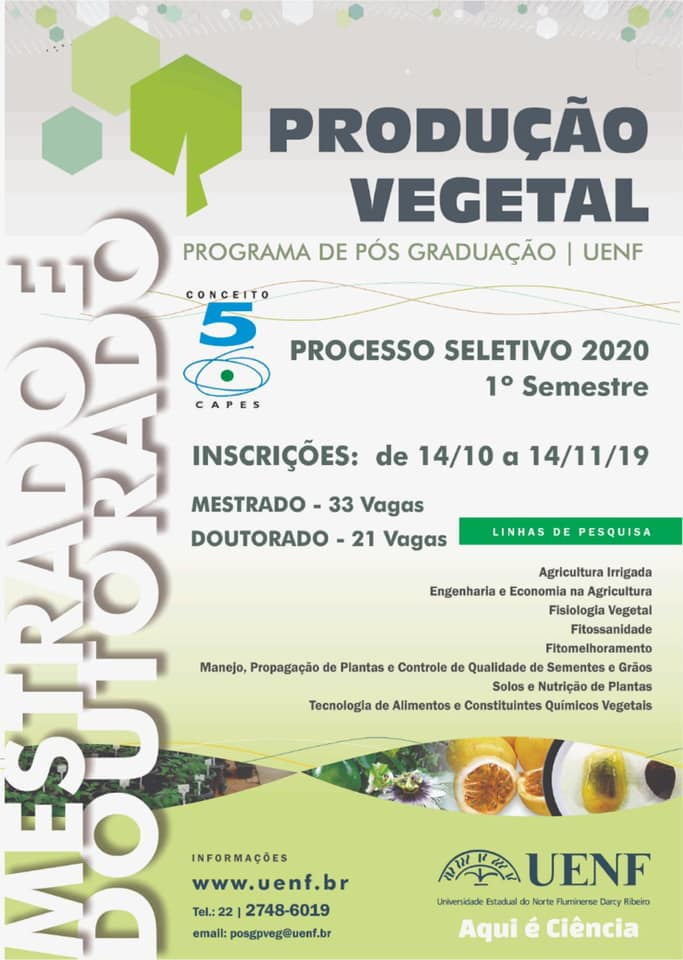 PRODUÇÃO
VEGETAL
PROGRAMA DE PÓS GRADUAÇÃO | UENF
MESTRADO E
DOUTORADO
CONCEITO
5
CAPES
PROCESSO SELETIVO 2020
1º Semestre
INSCRIÇÕES: de 14/10 a 14/11/19
MESTRADO - 33 Vagas
DOUTORADO - 21 Vagas
LINHAS DE PESQUISA
Agricultura Irrigada
Engenharia e Economia na Agricultura
Fisiologia Vegetal
Fitossanidade
Fitomelhoramento
Manejo, Propagação de Plantas e Controle de Qualidade de Sementes e Grãos
Solos e Nutrição de Plantas
Tecnologia de Alimentos e Constituintes Químicos Vegetais
INFORMAÇÕES
www.uenf.br
Tel.: 22 | 2748-6019
email: posgpveg@uenf.br
UENF
Universidade Estadual do Norte Fluminense Darcy Ribeiro
Aqui é Ciência